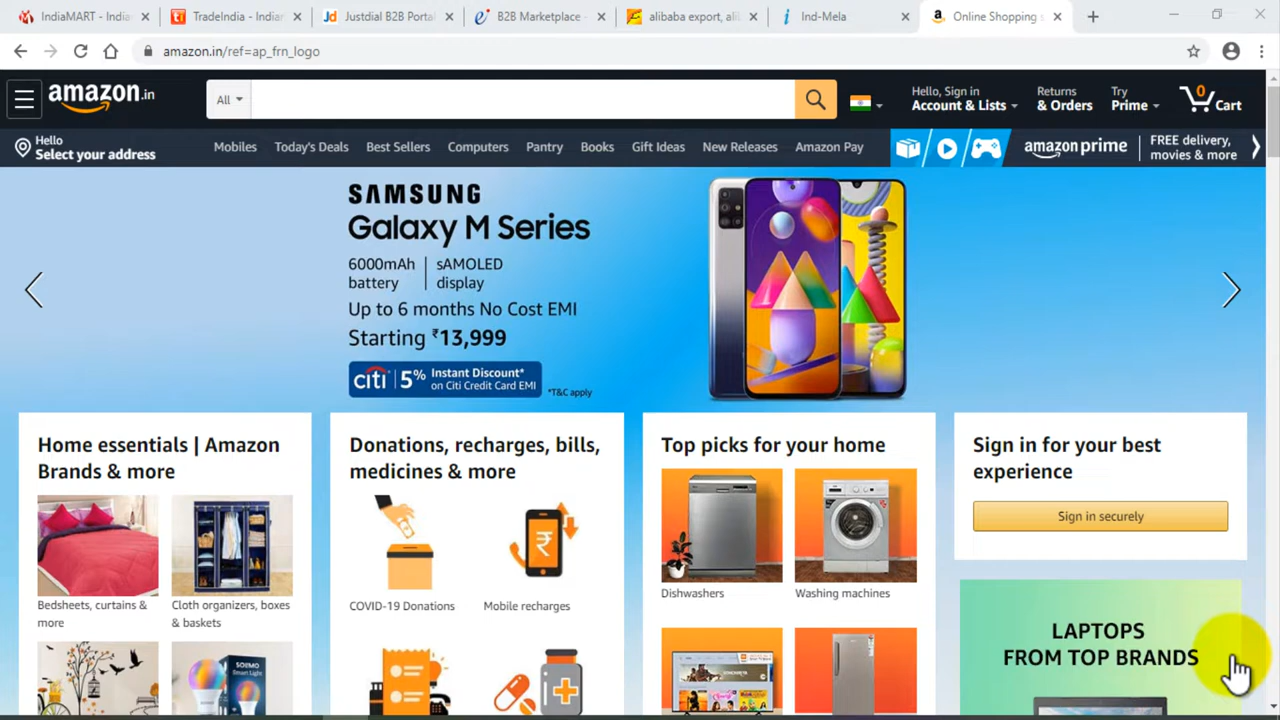 IndiaMART - India
TradeIndia - Indian
Justdial B2B Portal
B2B Marketplace -
alibaba export, ali
Ind-Mela
Online Shopping s
amazon.in/ref=ap_frn_logo
amazon.in
All
Hello, Sign in
Account & Lists
Returns
& Orders
Try
Prime
0
Cart
Hello
Select your address
Mobiles
Today's Deals
Best Sellers
Computers
Pantry
Books
Gift Ideas
New Releases
Amazon Pay
amazon prime
FREE delivery,
movies & more
SAMSUNG
Galaxy M Series
6000mAh
battery
sAMOLED
display
Up to 6 months No Cost EMI
Starting ₹13,999
citi
5%
Instant Discount*
on Citi Credit Card EMI
*T&C apply
Home essentials | Amazon
Brands & more
Bedsheets, curtains &
more
Cloth organizers, boxes
& baskets
Donations, recharges, bills,
medicines & more
COVID-19 Donations
Mobile recharges
Top picks for your home
Dishwashers
Washing machines
Sign in for your best
experience
Sign in securely
LAPTOPS
FROM TOP BRANDS